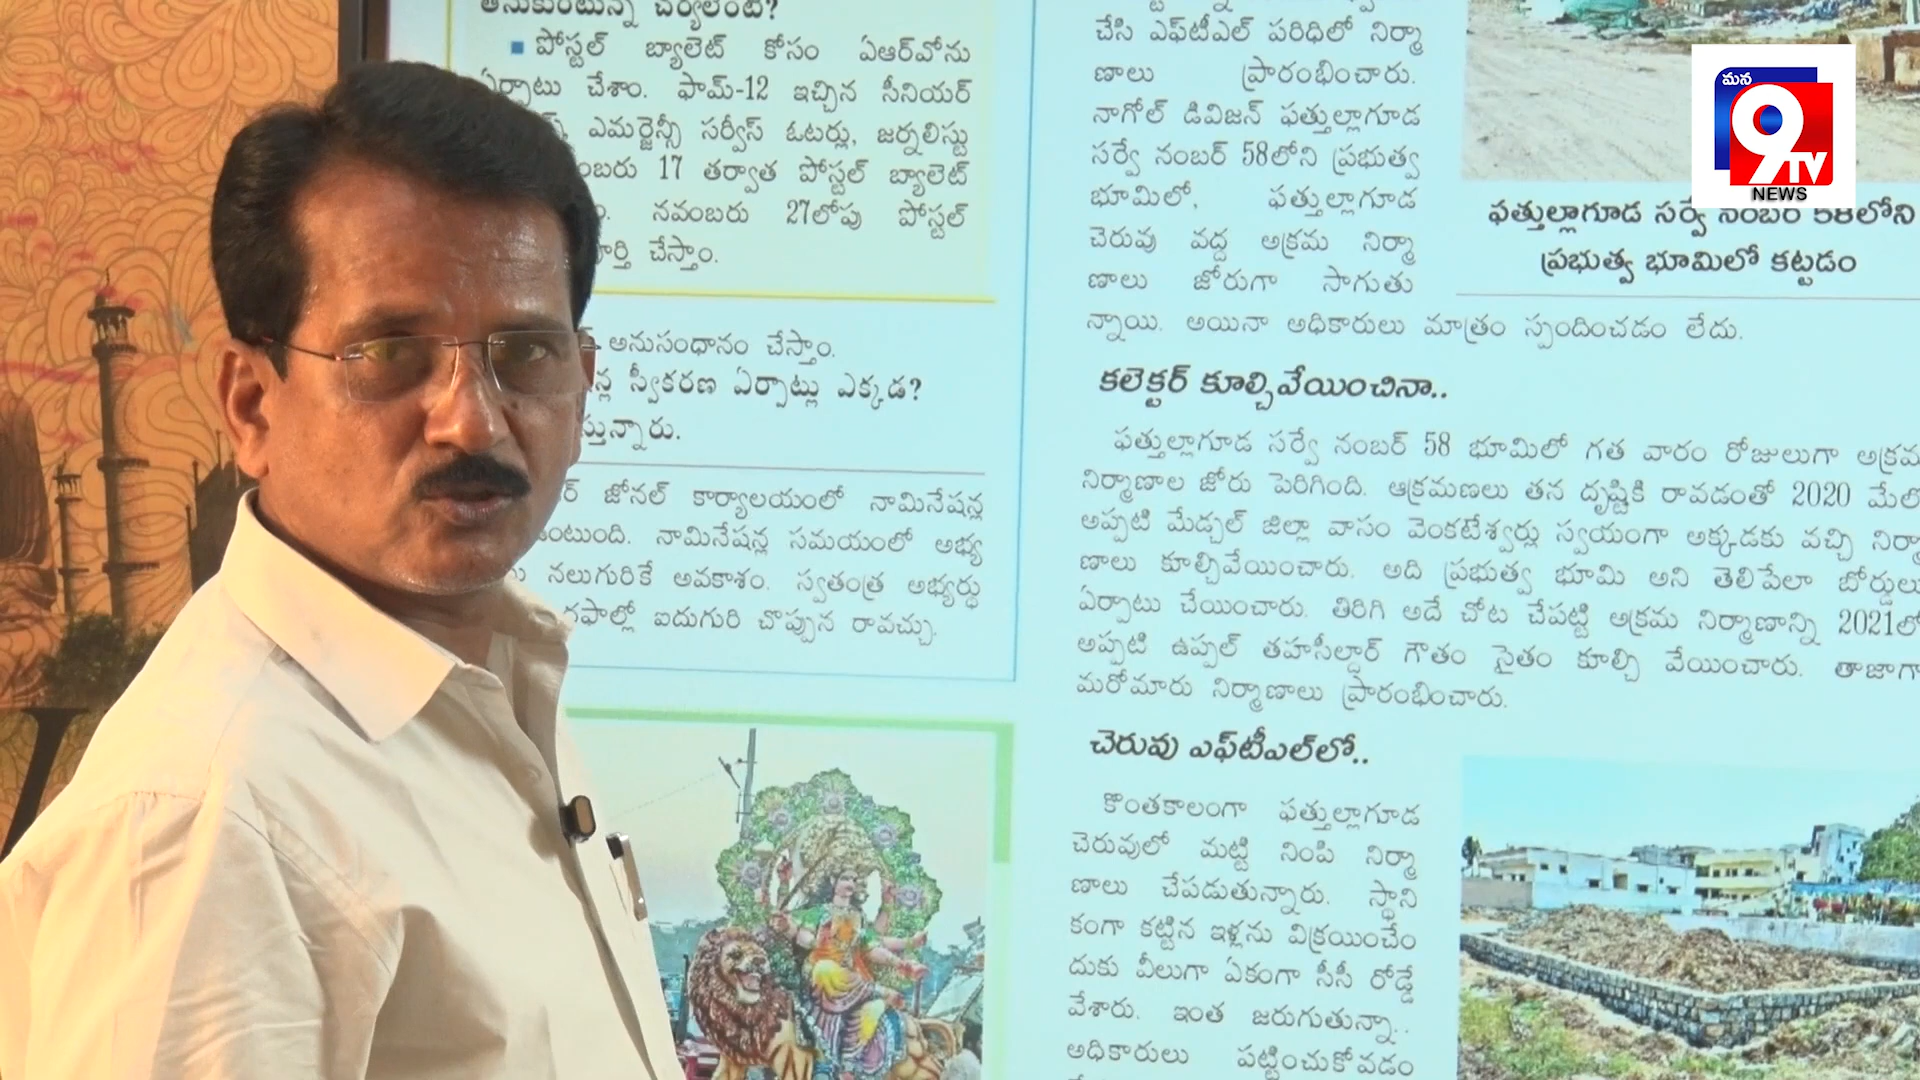 అనుకుంటున్న చర్యలేంటి?
▪ పోస్టల్ బ్యాలెట్ కోసం ఏఆర్‌వోను
ఏర్పాటు చేశాం. ఫామ్-12 ఇచ్చిన సీనియర్
ఎమర్జెన్సీ సర్వీస్ ఓటర్లు, జర్నలిస్టు
17 తర్వాత పోస్టల్ బ్యాలెట్
నవంబరు 27లోపు పోస్టల్
చేస్తాం.
అనుసంధానం చేస్తాం.
స్వీకరణ ఏర్పాట్లు ఎక్కడ?
జోనల్ కార్యాలయంలో నామినేషన్ల
నామినేషన్ల సమయంలో అభ్య
నలుగురికే అవకాశం. స్వతంత్ర అభ్యర్థు
ఐదుగురి చొప్పున రావచ్చు.
చేసి ఎఫ్‌టీఎల్ పరిధిలో నిర్మా
ణాలు ప్రారంభించారు.
నాగోల్ డివిజన్ ఫత్తుల్లాగూడ
సర్వే నంబర్ 58లోని ప్రభుత్వ
భూమిలో, ఫత్తుల్లాగూడ
చెరువు వద్ద అక్రమ నిర్మా
ణాలు జోరుగా సాగుతు
న్నాయి. అయినా అధికారులు మాత్రం స్పందించడం లేదు.
కలెక్టర్ కూల్చివేయించినా..
ఫత్తుల్లాగూడ సర్వే నంబర్ 58 భూమిలో గత వారం రోజులుగా అక్రమ
నిర్మాణాల జోరు పెరిగింది. ఆక్రమణలు తన దృష్టికి రావడంతో 2020 మేలో
అప్పటి మేడ్చల్ జిల్లా వాసం వెంకటేశ్వర్లు స్వయంగా అక్కడకు వచ్చి నిర్మా
ణాలు కూల్చివేయించారు. అది ప్రభుత్వ భూమి అని తెలిపేలా బోర్డులు
ఏర్పాటు చేయించారు. తిరిగి అదే చోట చేపట్టి అక్రమ నిర్మాణాన్ని 2021లో
అప్పటి ఉప్పల్ తహసీల్దార్ గౌతం సైతం కూల్చి వేయించారు. తాజాగా
మరోమారు నిర్మాణాలు ప్రారంభించారు.
చెరువు ఎఫ్‌టీఎల్‌లో..
కొంతకాలంగా ఫత్తుల్లాగూడ
చెరువులో మట్టి నింపి నిర్మా
ణాలు చేపడుతున్నారు. స్థాని
కంగా కట్టిన ఇళ్లను విక్రయించేం
దుకు వీలుగా ఏకంగా సీసీ రోడ్డే
వేశారు. ఇంత జరుగుతున్నా..
అధికారులు పట్టించుకోవడం
ఫత్తుల్లాగూడ సర్వే నంబర్ 58లోని
ప్రభుత్వ భూమిలో కట్టడం
మన
9
TV
NEWS